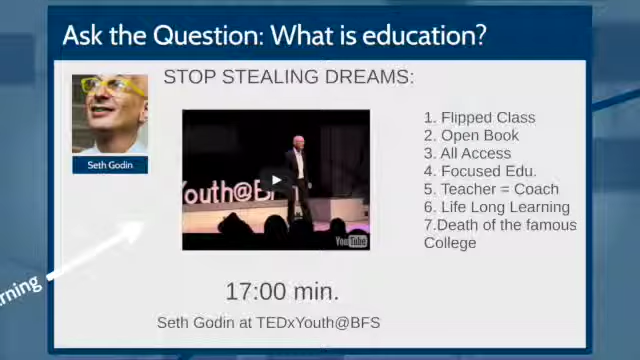 Ask the Question: What is education?
STOP STEALING DREAMS:
Seth Godin
Youth@BF
YouTube
1. Flipped Class
2. Open Book
3. All Access
4. Focused Edu.
5. Teacher = Coach
6. Life Long Learning
7.Death of the famous
College
17:00 min.
Seth Godin at TEDxYouth@BFS